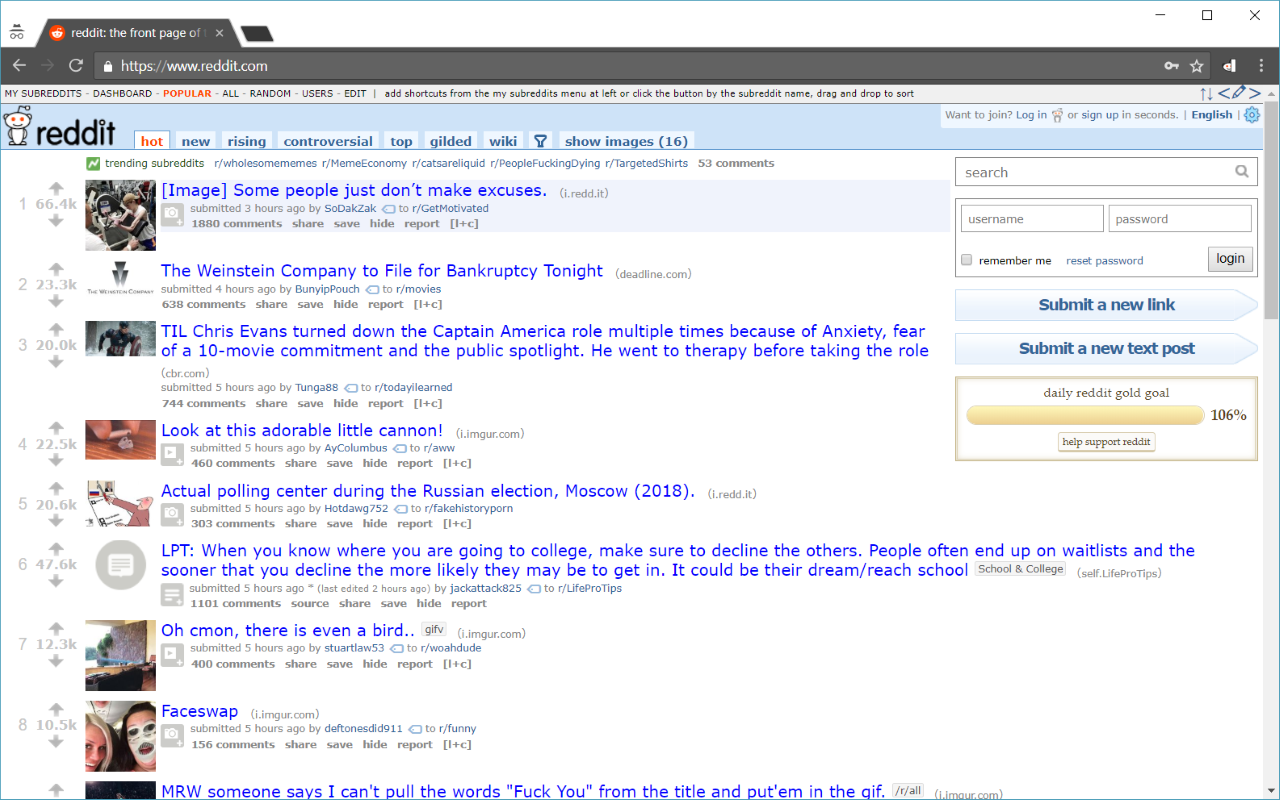 reddit: the front page of t
https://www.reddit.com
MY SUBREDDITS - DASHBOARD - POPULAR - ALL - RANDOM - USERS - EDIT | add shortcuts from the my subreddits menu at left or click the button by the subreddit name, drag and drop to sort
reddit hot new rising controversial top gilded wiki show images (16)
Want to join? Log in or sign up in seconds. | English |
trending subreddits r/wholesomememes r/MemeEconomy r/catsareliquid r/PeopleFuckingDying r/TargetedShirts 53 comments
search
username password
remember me reset password login
Submit a new link
Submit a new text post
daily reddit gold goal
106%
help support reddit
1 66.4k [Image] Some people just don’t make excuses. (i.redd.it)
submitted 3 hours ago by SoDakZak to r/GetMotivated
1880 comments share save hide report [l+c]
2 23.3k The Weinstein Company to File for Bankruptcy Tonight (deadline.com)
THE WEINSTEIN COMPANY
submitted 4 hours ago by BunyipPouch to r/movies
638 comments share save hide report [l+c]
3 20.0k TIL Chris Evans turned down the Captain America role multiple times because of Anxiety, fear
of a 10-movie commitment and the public spotlight. He went to therapy before taking the role
(cbr.com)
submitted 5 hours ago by Tunga88 to r/todayilearned
744 comments share save hide report [l+c]
4 22.5k Look at this adorable little cannon! (i.imgur.com)
submitted 5 hours ago by AyColumbus to r/aww
460 comments share save hide report [l+c]
5 20.6k Actual polling center during the Russian election, Moscow (2018). (i.redd.it)
submitted 5 hours ago by Hotdawg752 to r/fakehistoryporn
303 comments share save hide report [l+c]
6 47.6k LPT: When you know where you are going to college, make sure to decline the others. People often end up on waitlists and the
sooner that you decline the more likely they may be to get in. It could be their dream/reach school School & College (self.LifeProTips)
submitted 5 hours ago * (last edited 2 hours ago) by jackattack825 to r/LifeProTips
1101 comments source share save hide report
7 12.3k Oh cmon, there is even a bird.. gifv (i.imgur.com)
submitted 5 hours ago by stuartlaw53 to r/woahdude
400 comments share save hide report [l+c]
8 10.5k Faceswap (i.imgur.com)
submitted 5 hours ago by deftonesdid911 to r/funny
156 comments share save hide report [l+c]
MRW someone says I can't pull the words "Fuck You" from the title and put'em in the gif. /r/all (i.imgur.com)